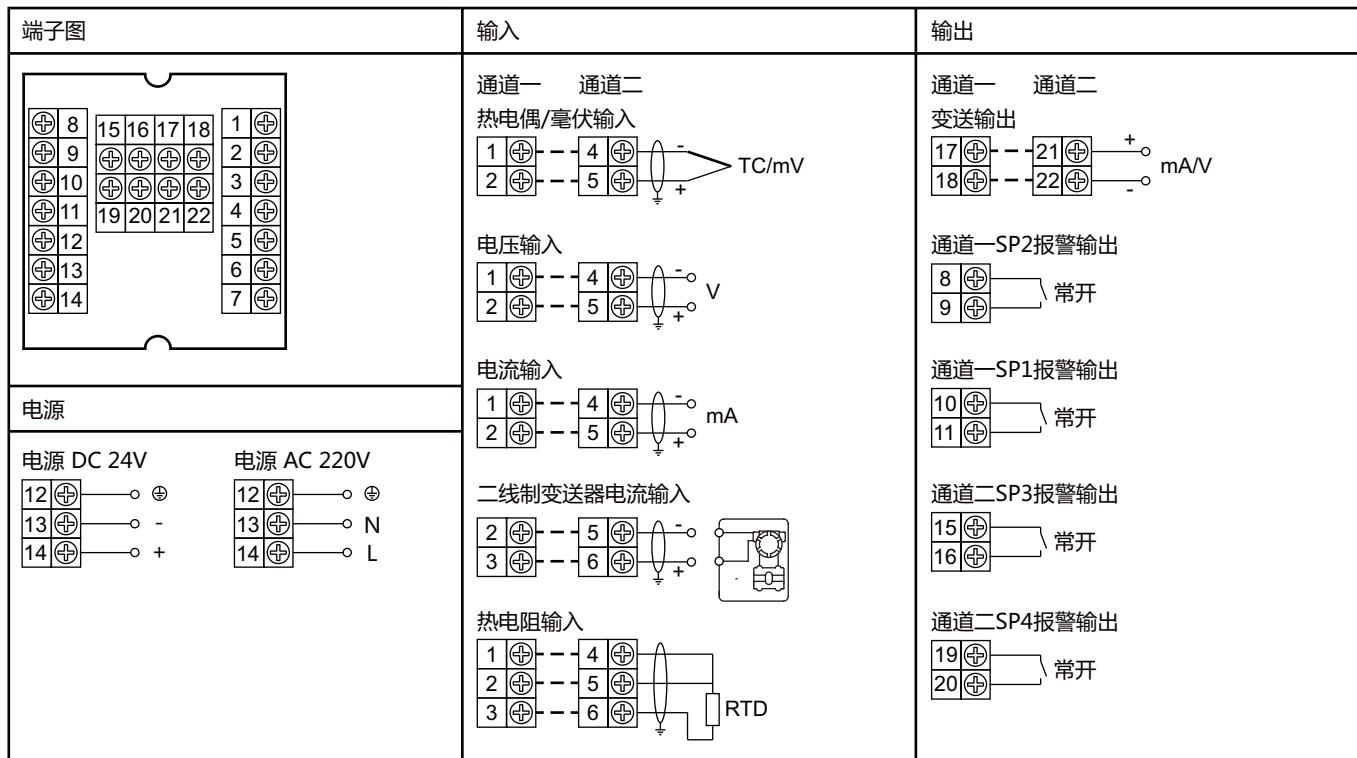 端子图
8 15 16 17 18 1
9 2
10 3
11 19 20 21 22 4
12 5
13 6
14 7
电源
电源 DC 24V 电源 AC 220V
12 12
13 - 13 N
14 + 14 L
输入
通道一 通道二
热电偶/毫伏输入
1 4 -
TC/mV
2 5 +
电压输入
1 4 -
V
2 5 +
电流输入
1 4 -
mA
2 5 +
二线制变送器电流输入
2 5 -
3 6 +
热电阻输入
1 4
2 5
3 6 RTD
输出
通道一 通道二
变送输出
17 21 +
mA/V
18 22 -
通道一SP2报警输出
8
常开
9
通道一SP1报警输出
10
常开
11
通道二SP3报警输出
15
常开
16
通道二SP4报警输出
19
常开
20